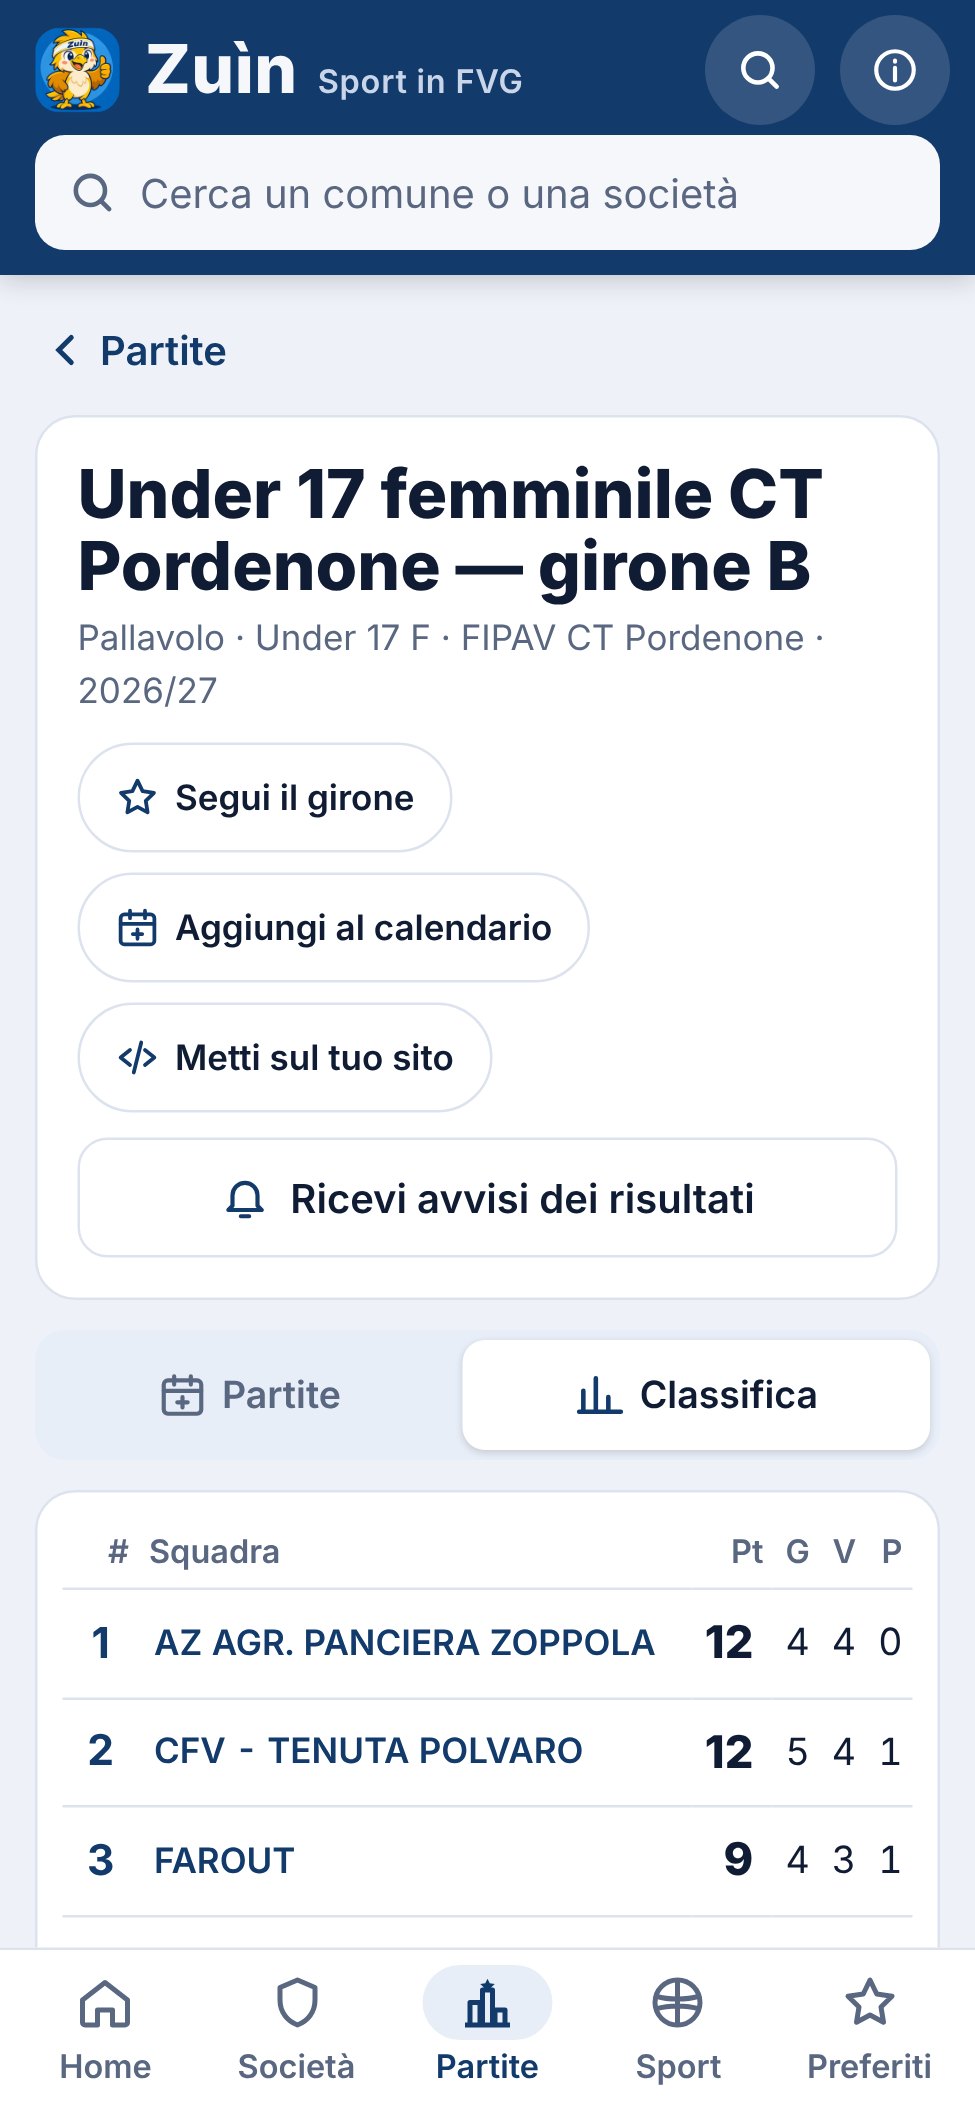 Zuìn
Zuìn Sport in FVG
Cerca un comune o una società
Partite
Under 17 femminile CT
Pordenone — girone B
Pallavolo · Under 17 F · FIPAV CT Pordenone ·
2026/27
Segui il girone
Aggiungi al calendario
Metti sul tuo sito
Ricevi avvisi dei risultati
Partite Classifica
# Squadra Pt G V P
1 AZ AGR. PANCIERA ZOPPOLA 12 4 4 0
2 CFV - TENUTA POLVARO 12 5 4 1
3 FAROUT 9 4 3 1
Home Società Partite Sport Preferiti